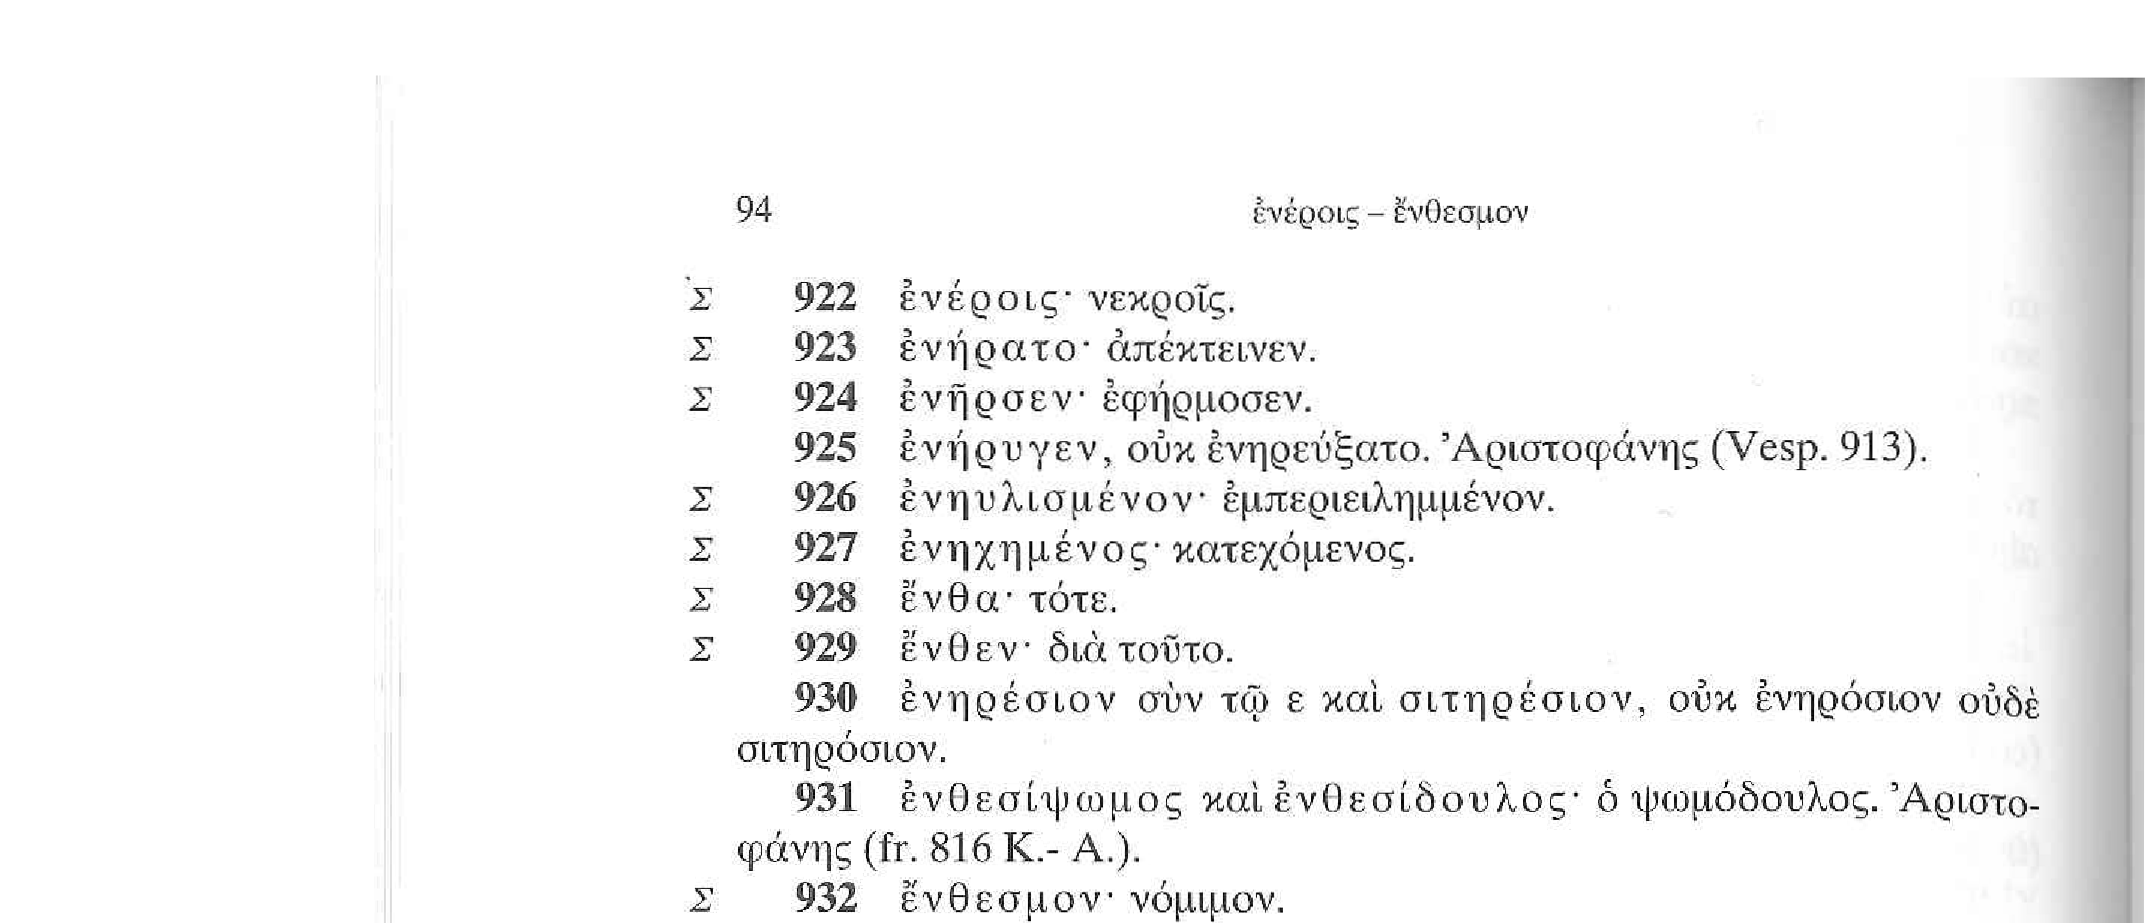 94 ἐνέροις – ἔνθεσμον
Σ 922 ἐνέροις· νεκροῖς.
Σ 923 ἐνήρατο· ἀπέκτεινεν.
Σ 924 ἐνῆρσεν· ἐφήρμοσεν.
925 ἐνήρυγεν, οὐκ ἐνηρεύξατο. Ἀριστοφάνης (Vesp. 913).
Σ 926 ἐνηυλισμένον· ἐμπεριειλημμένον.
Σ 927 ἐνηχημένος· κατεχόμενος.
Σ 928 ἔνθα· τότε.
Σ 929 ἔνθεν· διὰ τοῦτο.
930 ἐνηρέσιον σὺν τῷ ε καὶ σιτηρέσιον, οὐκ ἐνηρόσιον οὐδὲ
σιτηρόσιον.
931 ἐνθεσίψωμος καὶ ἐνθεσίδουλος· ὁ ψωμόδουλος. Ἀριστο-
φάνης (fr. 816 K.- A.).
Σ 932 ἔνθεσμον· νόμιμον.